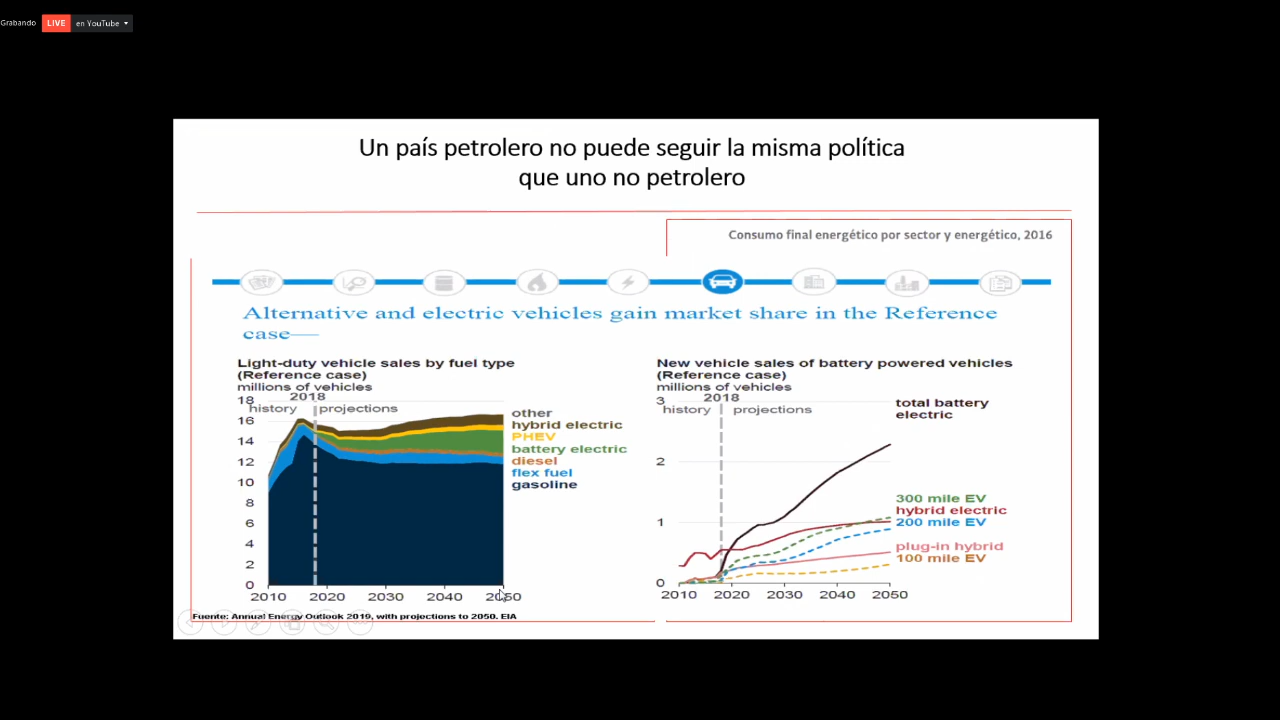 Grabando LIVE en YouTube
Un país petrolero no puede seguir la misma política
que uno no petrolero
Consumo final energético por sector y energético, 2016
Alternative and electric vehicles gain market share in the Reference
case—
Light-duty vehicle sales by fuel type
(Reference case)
millions of vehicles
2018
history
projections
18
16
14
12
10
8
6
4
2
0
2010 2020 2030 2040 2050
other
hybrid electric
PHEV
battery electric
diesel
flex fuel
gasoline
New vehicle sales of battery powered vehicles
(Reference case)
millions of vehicles
2018
history
projections
3
2
1
0
2010 2020 2030 2040 2050
total battery
electric
300 mile EV
hybrid electric
200 mile EV
plug-in hybrid
100 mile EV
Fuente: Annual Energy Outlook 2019, with projections to 2050. EIA